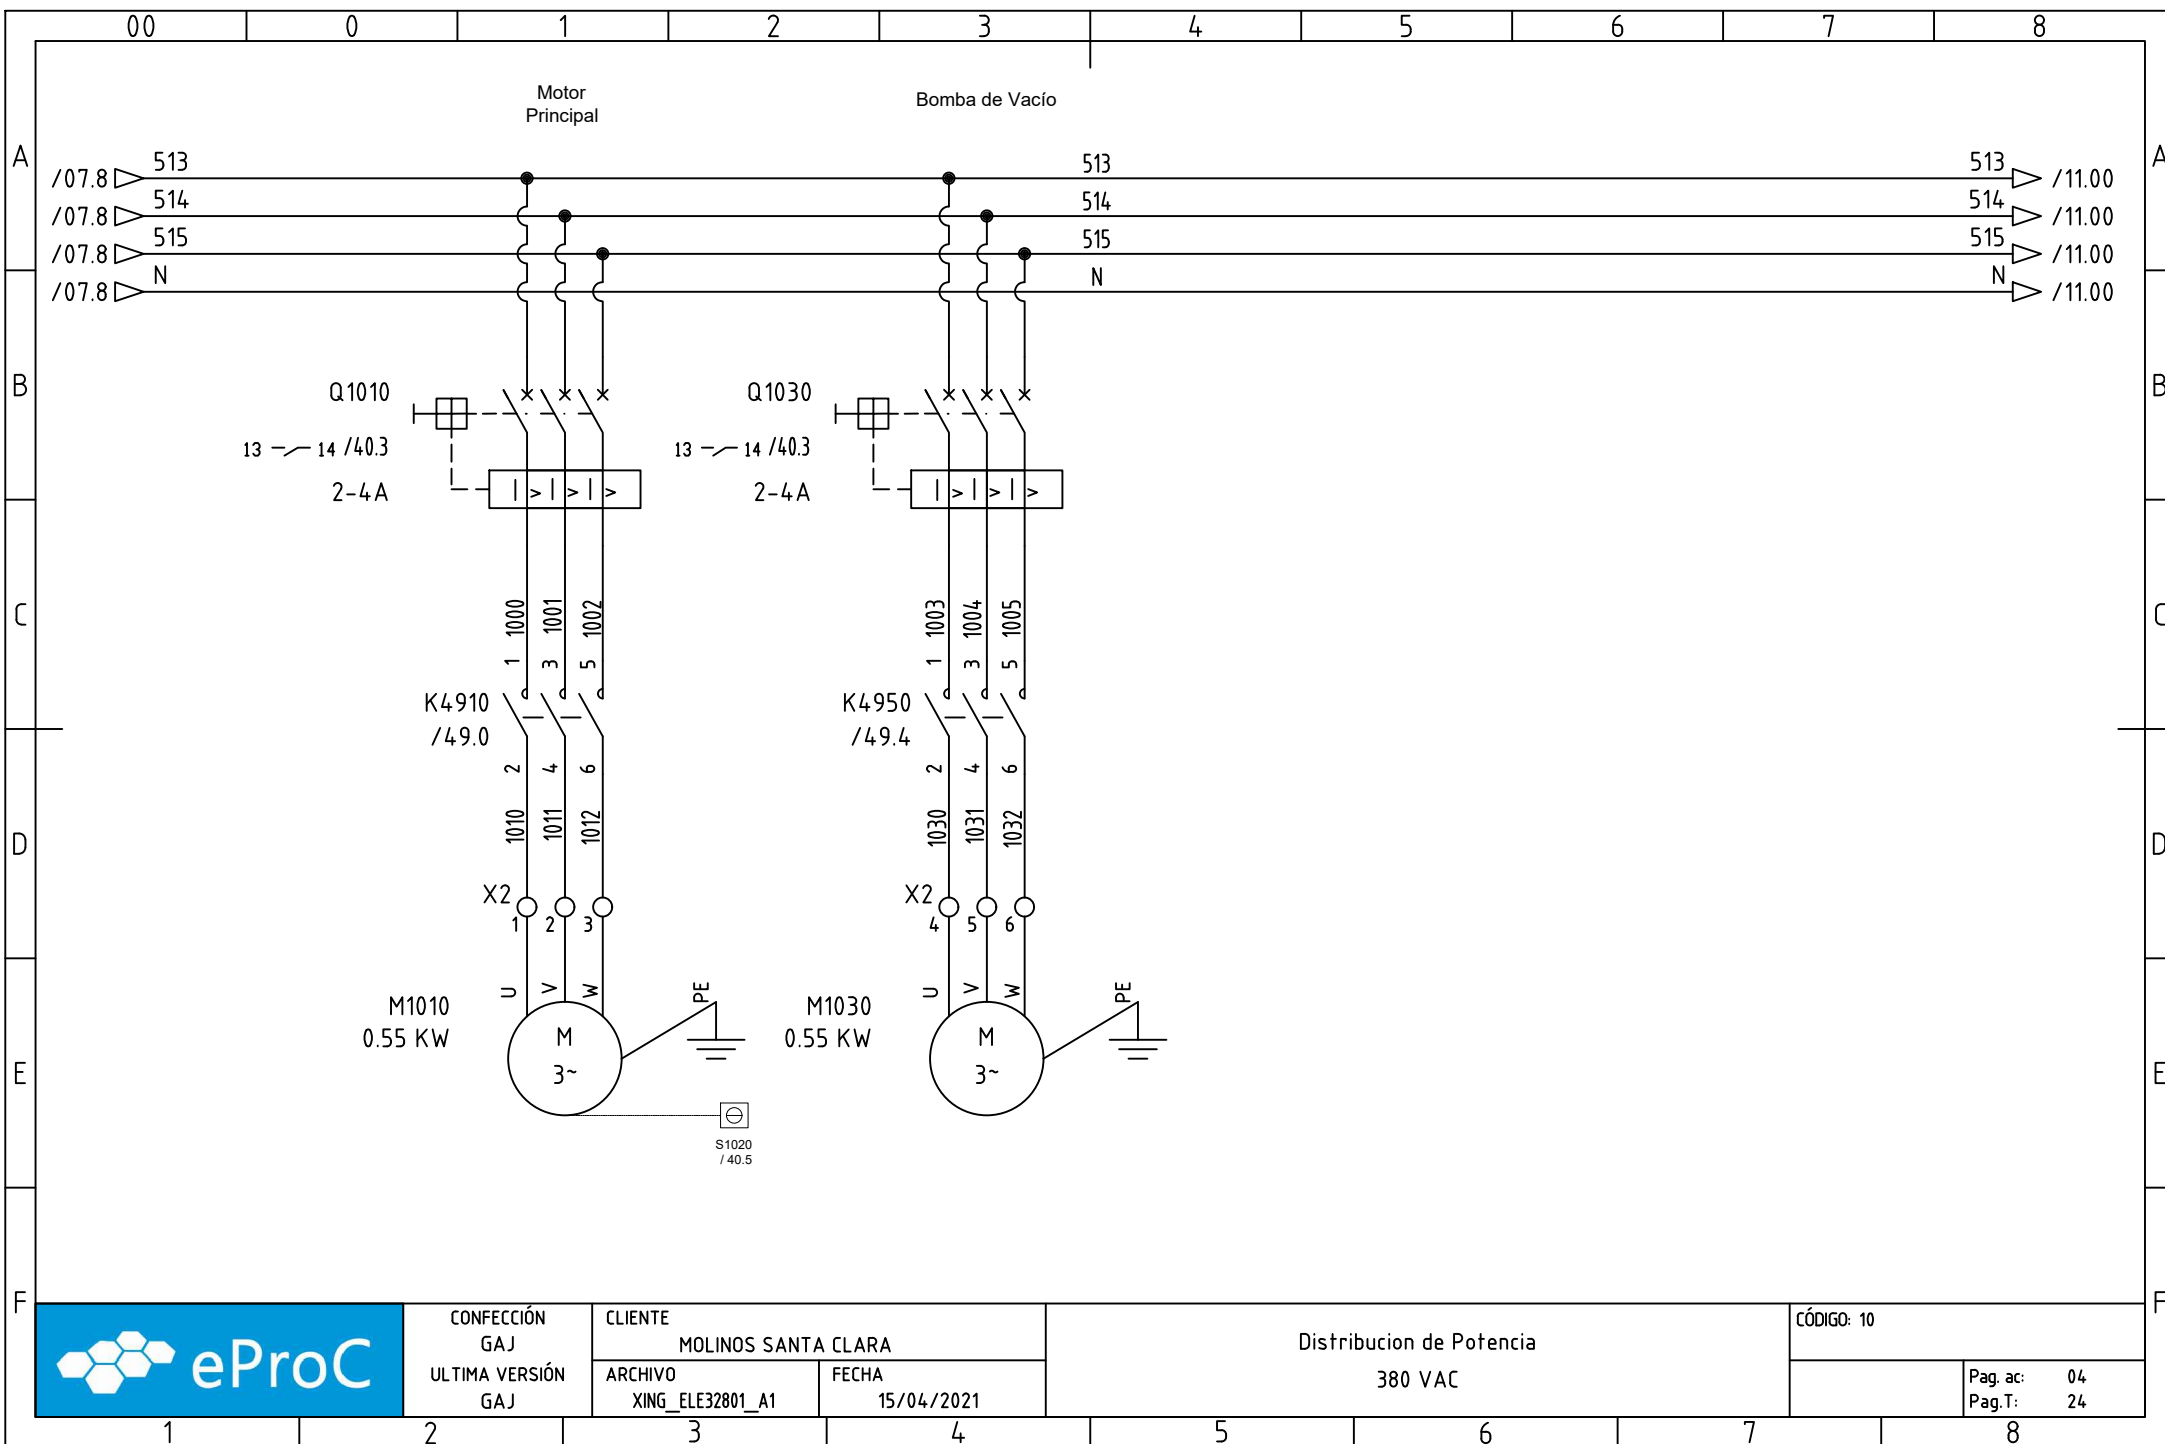 00 0 1 2 3 4 5 6 7 8
Motor
Principal
Bomba de Vacío
A A
513 513 513
/07.8 /11.00
514 514 514
/07.8 /11.00
515 515 515
/07.8 /11.00
N N N
/07.8 /11.00
B B
Q1010 Q1030
13 14 /40.3 13 14 /40.3
2-4A 2-4A
I> I> I> I> I> I>
C C
1000 1001 1002 1003 1004 1005
1 3 5 1 3 5
K4910 K4950
/49.0 /49.4
2 4 6 2 4 6
1010 1011 1012 1030 1031 1032
D D
X2 X2
1 2 3 4 5 6
U V W PE U V W PE
M1010 M1030
0.55 KW 0.55 KW
M M
3~ 3~
E E
S1020
/ 40.5
F F
eProC
CONFECCIÓN
GAJ
ULTIMA VERSIÓN
GAJ
CLIENTE
MOLINOS SANTA CLARA
ARCHIVO
XING_ELE32801_A1
FECHA
15/04/2021
Distribucion de Potencia
380 VAC
CÓDIGO: 10
Pag. ac: 04
Pag.T: 24
1 2 3 4 5 6 7 8